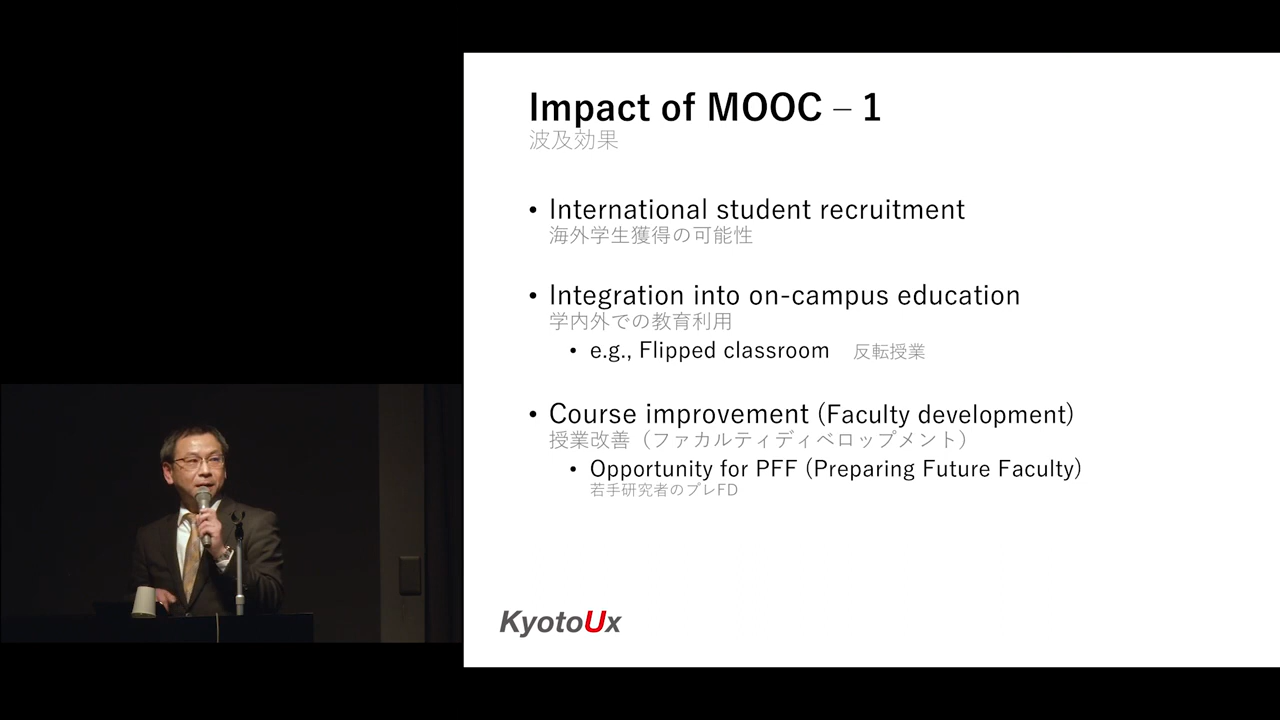 Impact of MOOC – 1
波及効果
• International student recruitment
海外学生獲得の可能性
• Integration into on-campus education
学内外での教育利用
• e.g., Flipped classroom 反転授業
• Course improvement (Faculty development)
授業改善（ファカルティディベロップメント）
• Opportunity for PFF (Preparing Future Faculty)
若手研究者のプレFD
KyotoUx